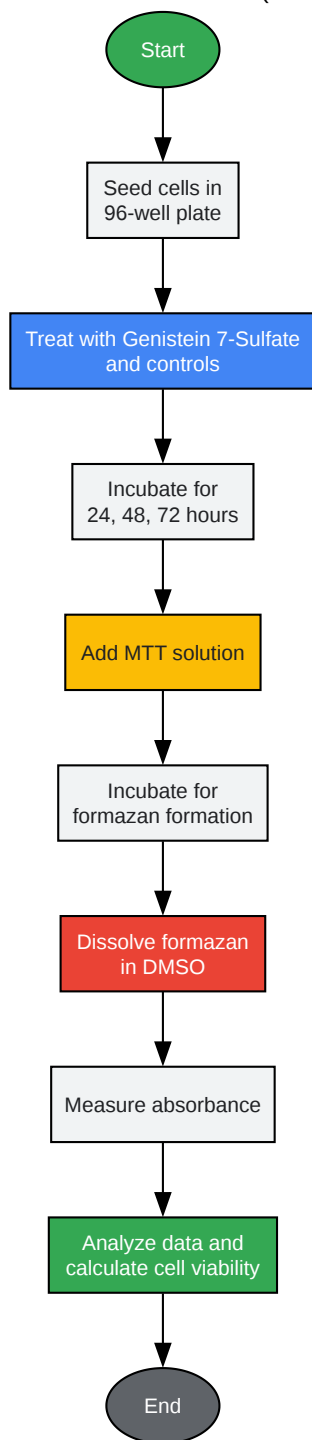 Start
Seed cells in
96-well plate
Treat with Genistein 7-Sulfate
and controls
Incubate for
24, 48, 72 hours
Add MTT solution
Incubate for
formazan formation
Dissolve formazan
in DMSO
Measure absorbance
Analyze data and
calculate cell viability
End